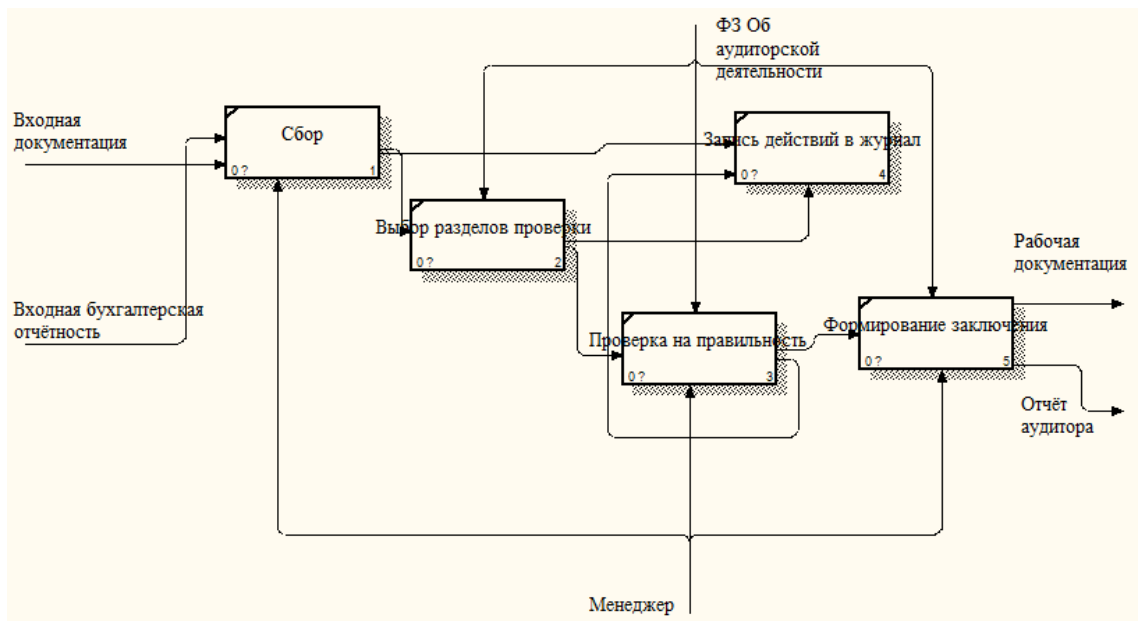 ФЗ Об
аудиторской
деятельности
Входная
документация
Сбор
0 ?
1
Запись действий в журнал
0 ?
4
Выбор разделов проверки
0 ?
2
Рабочая
документация
Входная бухгалтерская
отчётность
Проверка на правильность
0 ?
3
Формирование заключения
0 ?
5
Отчёт
аудитора
Менеджер